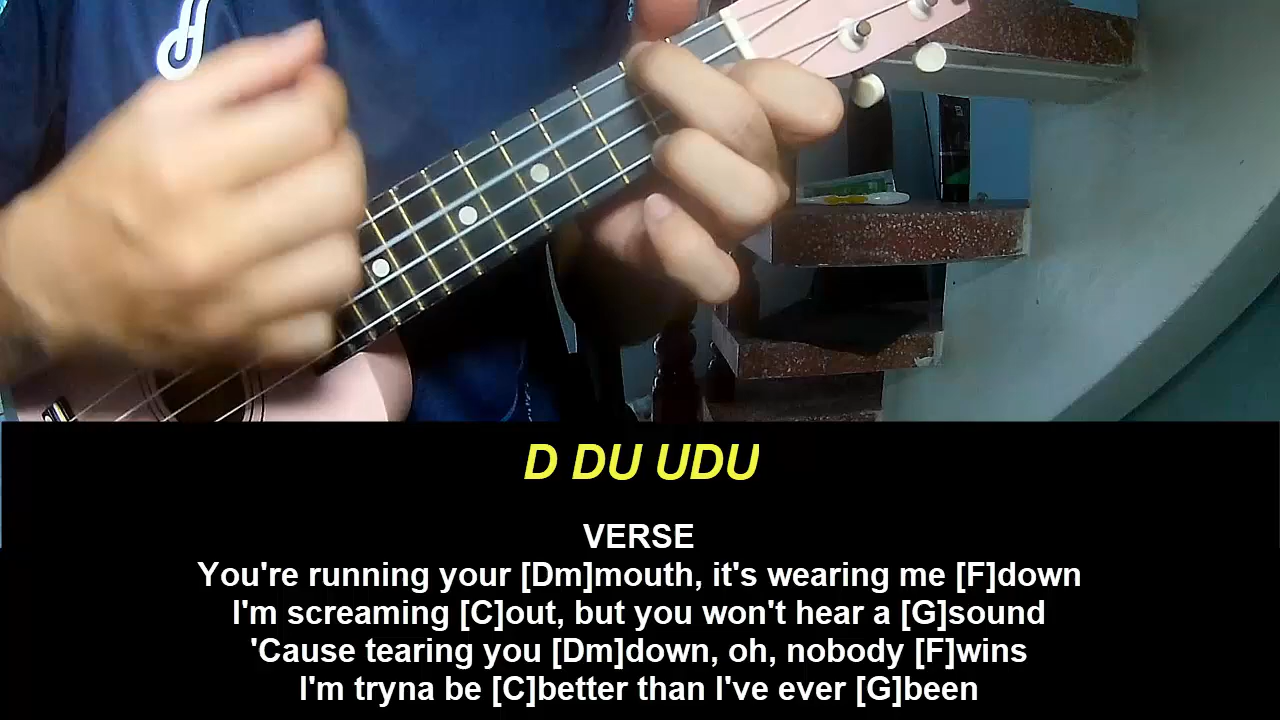 D DU UDU
VERSE
You're running your [Dm]mouth, it's wearing me [F]down
I'm screaming [C]out, but you won't hear a [G]sound
'Cause tearing you [Dm]down, oh, nobody [F]wins
I'm tryna be [C]better than I've ever [G]been